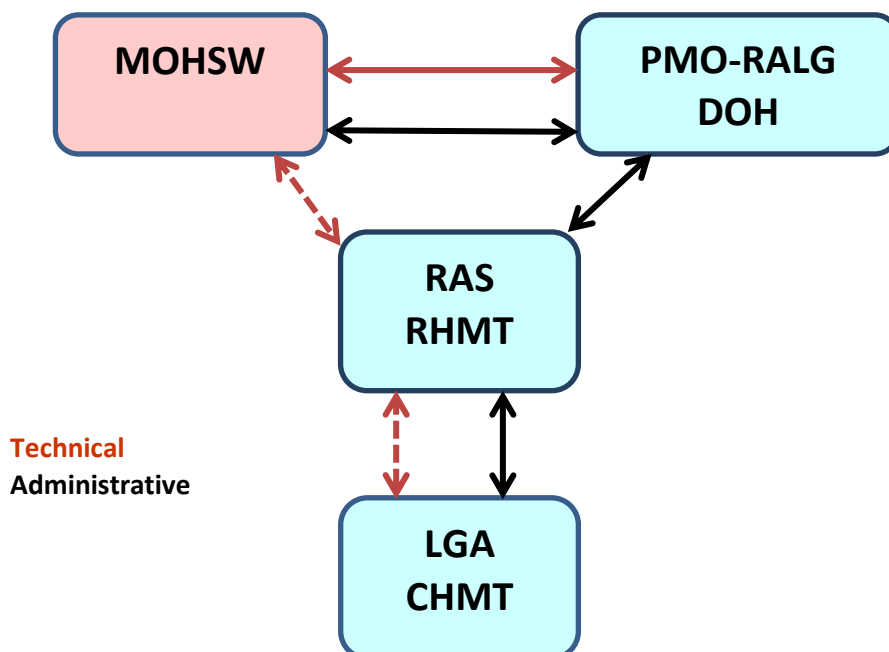 MOHSW
PMO-RALG
DOH
RAS
RHMT
Technical
Administrative
LGA
CHMT